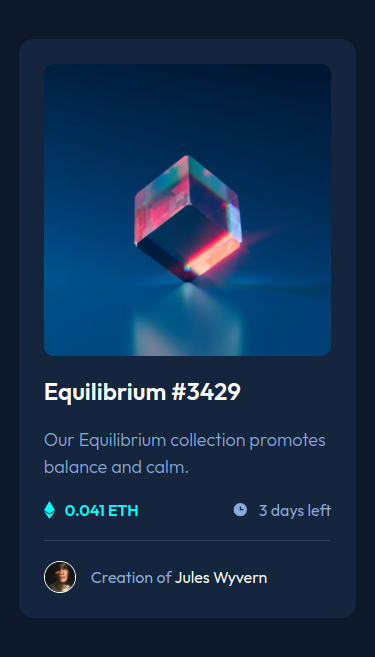 Equilibrium #3429
Our Equilibrium collection promotes
balance and calm.
0.041 ETH
3 days left
Creation of Jules Wyvern